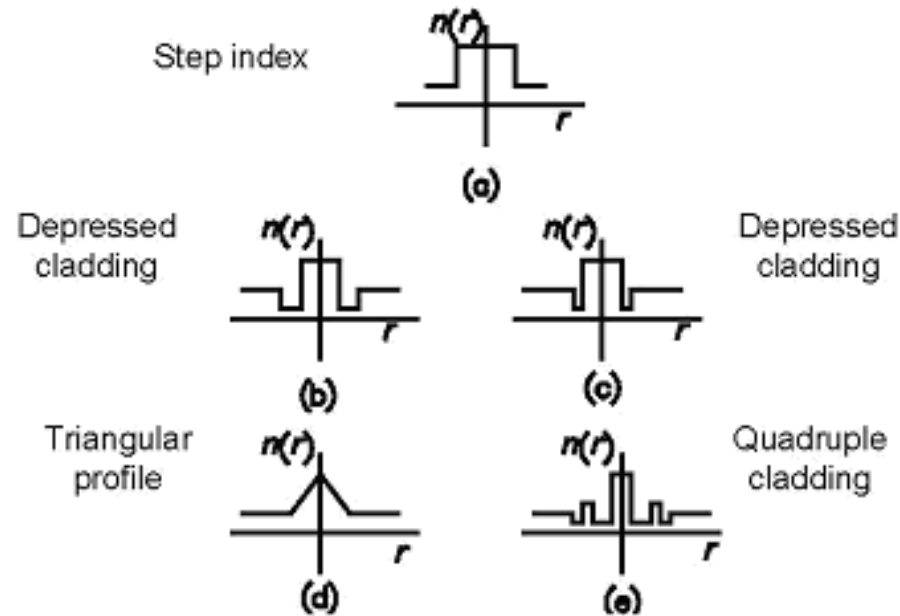 n(r)
Step index
r
(a)
Depressed
cladding
n(r)
r
(b)
n(r)
r
(c)
Depressed
cladding
Triangular
profile
n(r)
r
(d)
n(r)
r
(e)
Quadruple
cladding